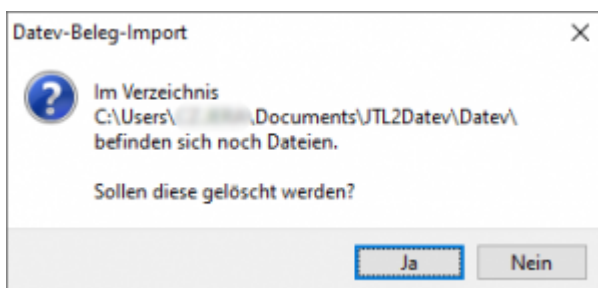 Datev-Beleg-Import
Im Verzeichnis
C:\Users\ \Documents\JTL2Datev\Datev\
befinden sich noch Dateien.
Sollen diese gelöscht werden?
Ja
Nein